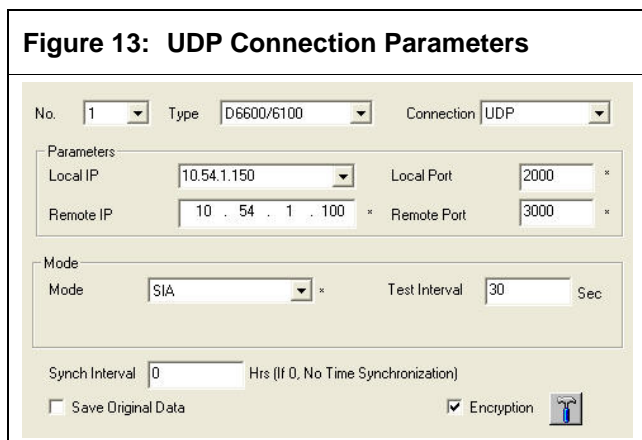 Figure 13: UDP Connection Parameters
No. 1 Type D6600/6100 Connection UDP
Parameters
Local IP 10.54.1.150 Local Port 2000 *
Remote IP 10 . 54 . 1 . 100 * Remote Port 3000 *
Mode
Mode SIA * Test Interval 30 Sec
Synch Interval 0 Hrs (If 0, No Time Synchronization)
Save Original Data Encryption